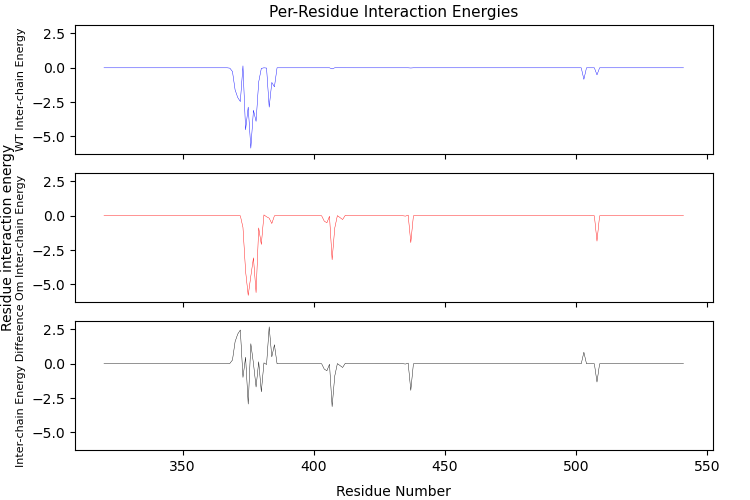 Per-Residue Interaction Energies
Residue interaction energy
WT Inter-chain Energy
2.5
0.0
−2.5
−5.0
Om Inter-chain Energy
2.5
0.0
−2.5
−5.0
Inter-chain Energy Difference
2.5
0.0
−2.5
−5.0
350
400
450
500
550
Residue Number